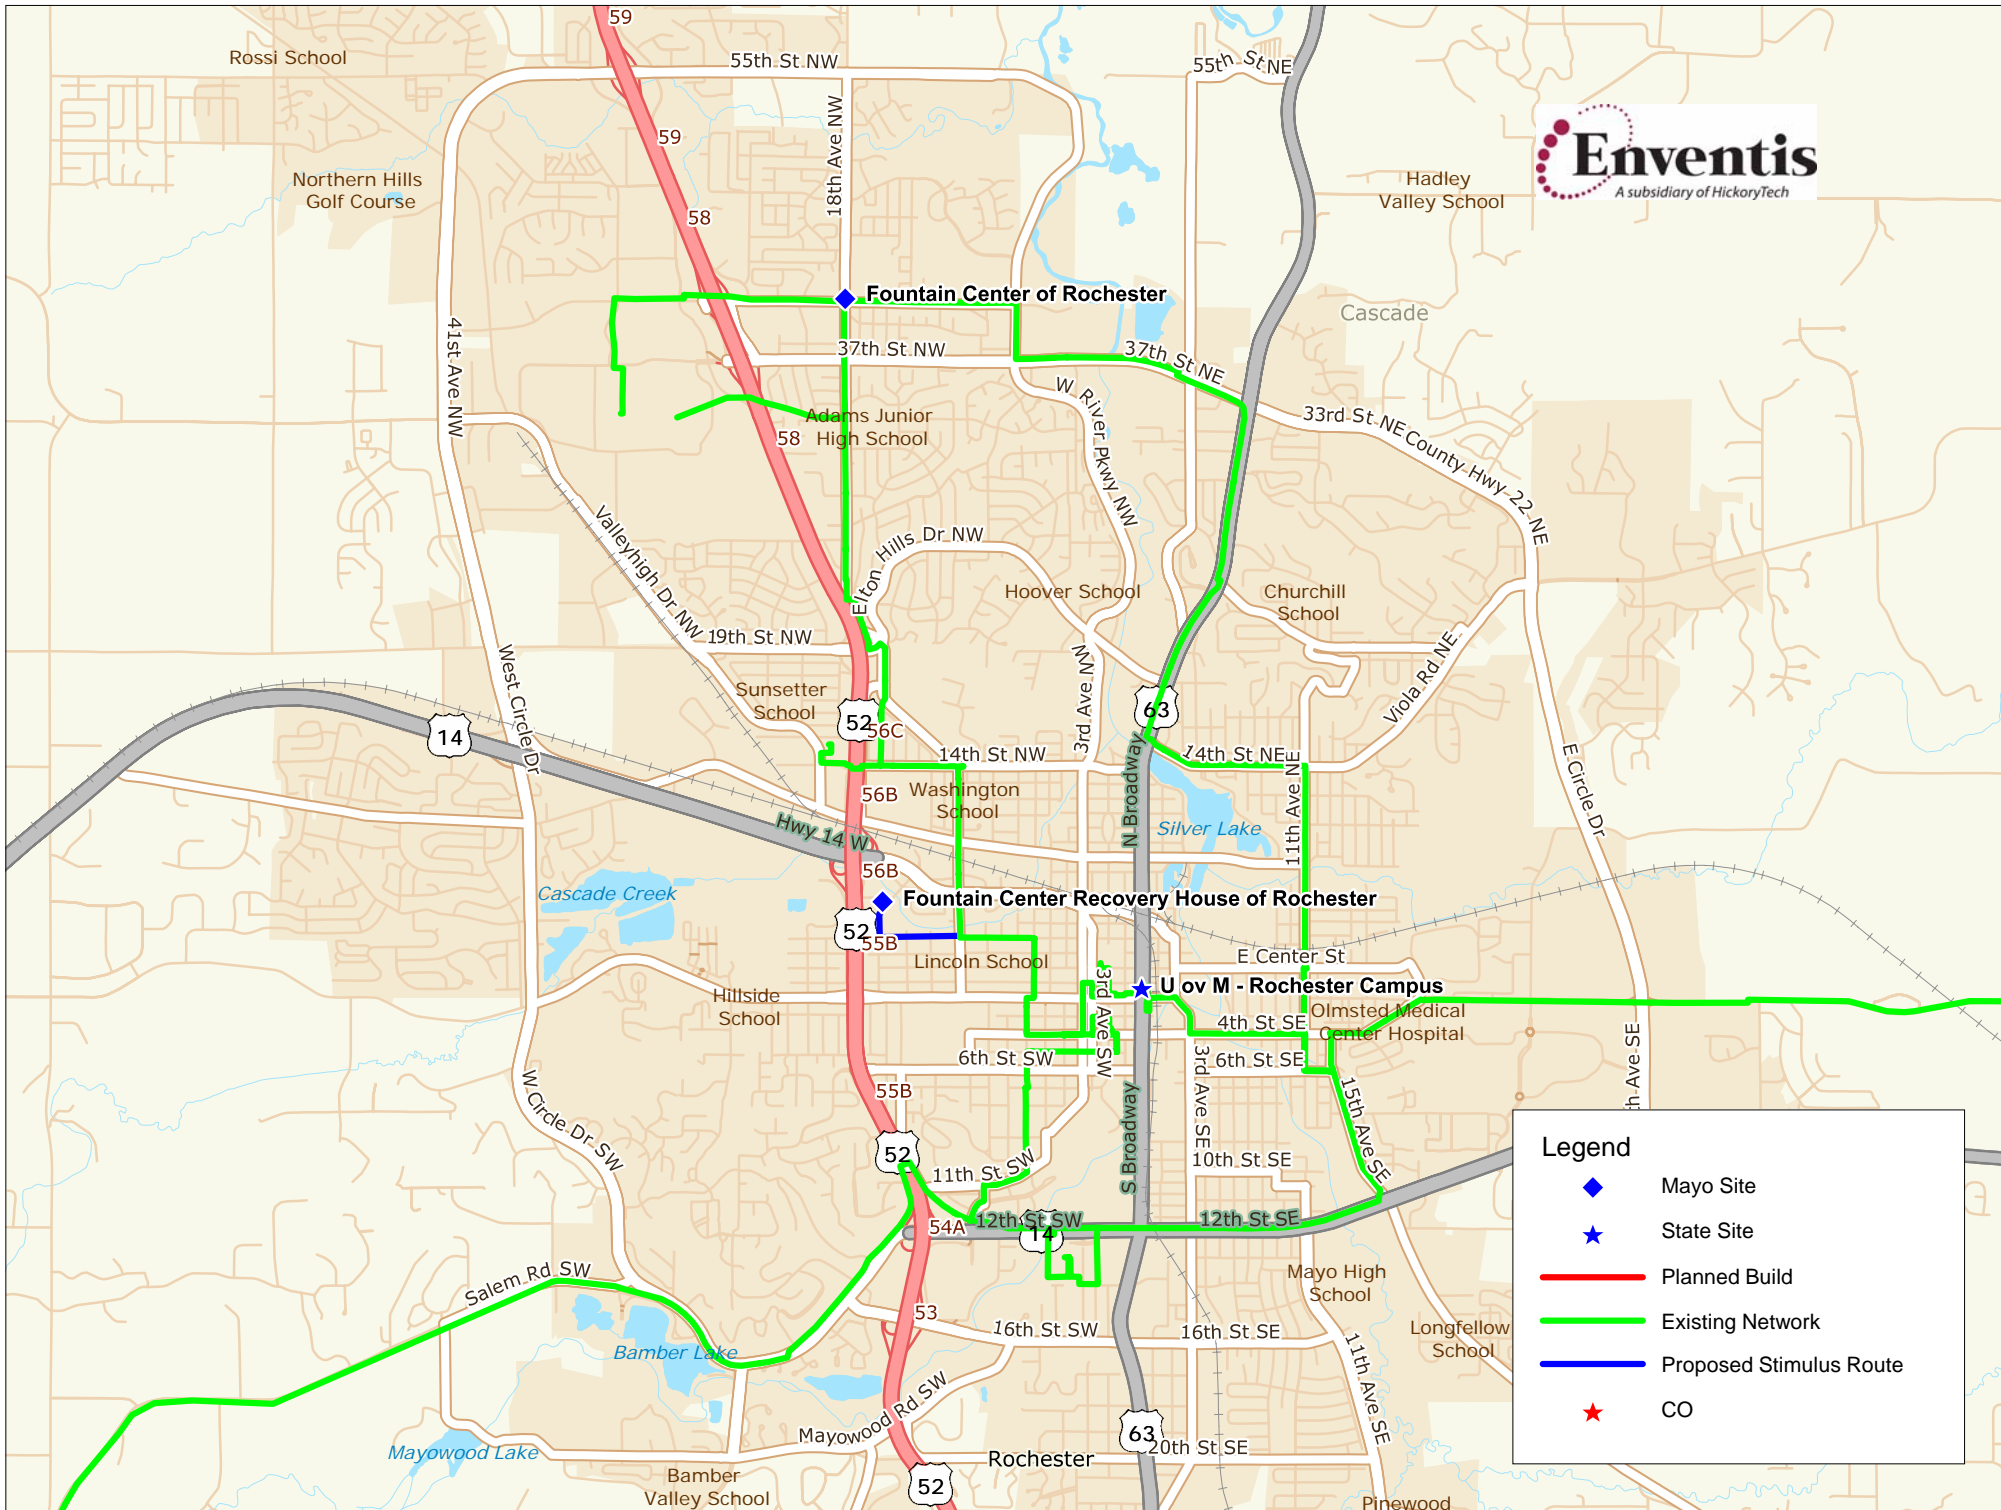 59
Rossi School
55th St NW
55th St NE
59
18th Ave NW
Enventis
A subsidiary of HickoryTech
Northern Hills
Golf Course
58
Hadley
Valley School
Fountain Center of Rochester
Cascade
41st Ave NW
37th St NW
37th St NE
W River Pkwy NW
33rd St NE
County Hwy 22 NE
Adams Junior
High School
58
Valleyhigh Dr NW
Elton Hills Dr NW
Hoover School
Churchill
School
19th St NW
Viola Rd NE
West Circle Dr
3rd Ave NW
Sunsetter
School
52
56C
63
14
14th St NW
14th St NE
N Broadway
11th Ave NE
E Circle Dr
56B
Washington
School
Hwy 14 W
Silver Lake
56B
Cascade Creek
Fountain Center Recovery House of Rochester
52
55B
Lincoln School
E Center St
Hillside
School
3rd Ave SW
U ov M - Rochester Campus
Olmsted Medical
Center Hospital
4th St SE
6th St SW
6th St SE
3rd Ave SE
15th Ave SE
Ave SE
55B
W Circle Dr SW
S Broadway
52
11th St SW
10th St SE
54A
12th St SW
14
12th St SE
Salem Rd SW
Mayo High
School
53
16th St SW
16th St SE
Longfellow
School
Bamber Lake
11th Ave SE
Mayowood Rd SW
63
20th St SE
Mayowood Lake
Rochester
Bamber
Valley School
52
Pinewood
Legend
Mayo Site
State Site
Planned Build
Existing Network
Proposed Stimulus Route
CO